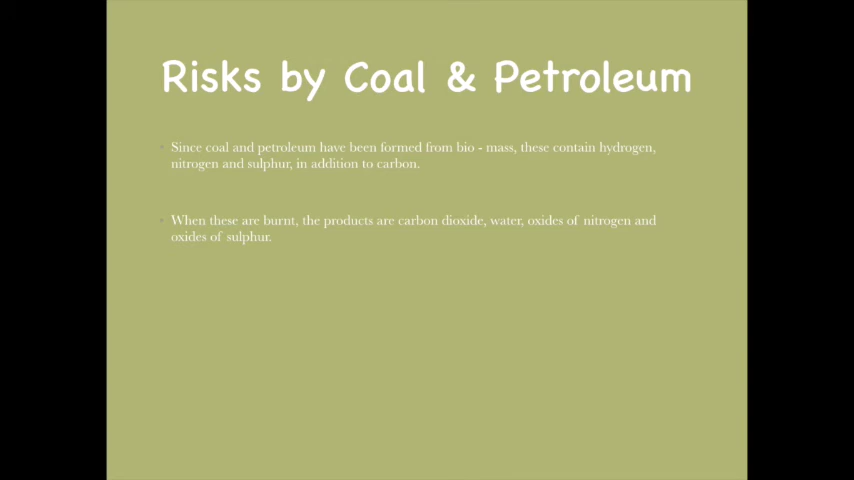 Risks by Coal & Petroleum
Since coal and petroleum have been formed from bio - mass, these contain hydrogen,
nitrogen and sulphur, in addition to carbon.
When these are burnt, the products are carbon dioxide, water, oxides of nitrogen and
oxides of sulphur.